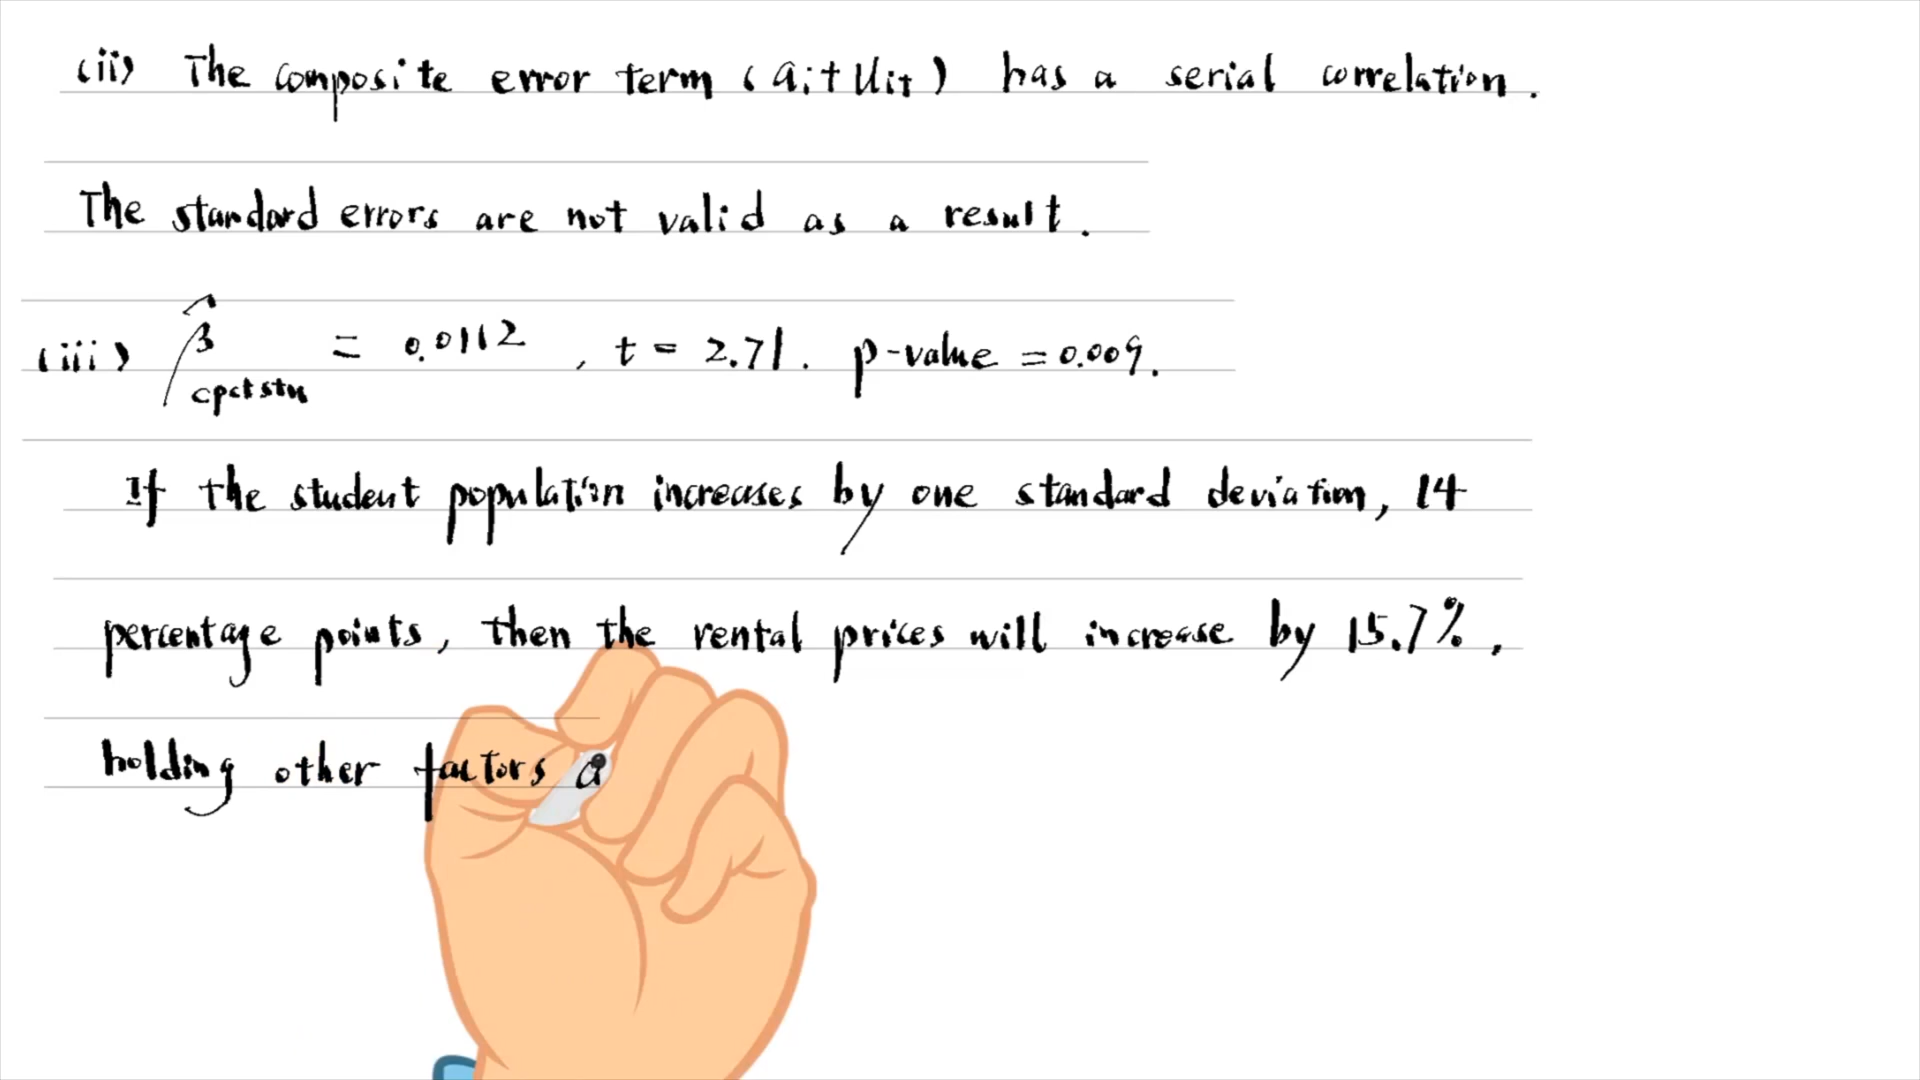 (ii) The composite error term (ai+Uit) has a serial correlation.
The standard errors are not valid as a result.
(iii) β̂cpctstu = 0.0112, t = 2.71. p-value = 0.009.
If the student population increases by one standard deviation, 14
percentage points, then the rental prices will increase by 15.7%,
holding other factors a